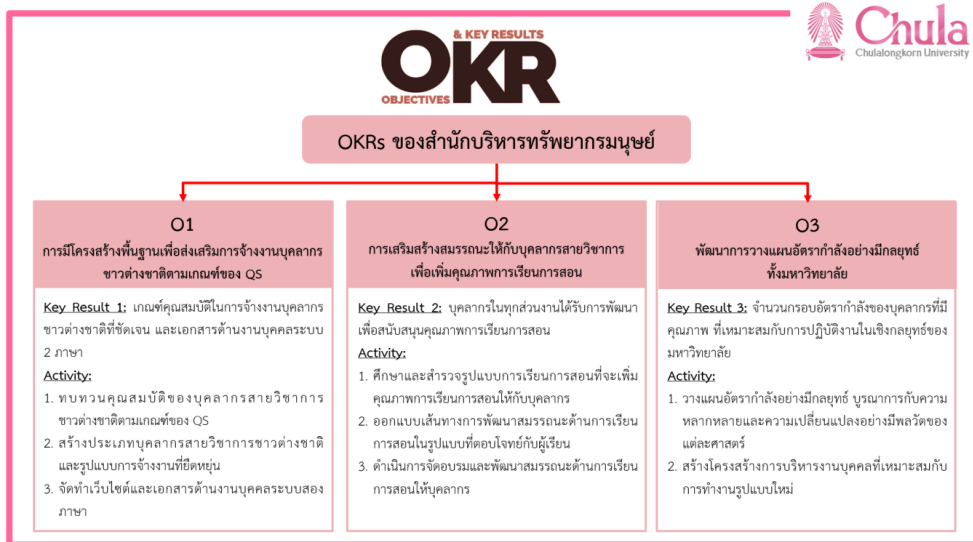 & KEY RESULTS
OKR
OBJECTIVES
Chula
Chulalongkorn University
OKRs ของสำนักบริหารทรัพยากรมนุษย์
O1
การมีโครงสร้างพื้นฐานเพื่อส่งเสริมการจ้างงานบุคลากร
ชาวต่างชาติตามเกณฑ์ของ QS
Key Result 1: เกณฑ์คุณสมบัติในการจ้างงานบุคลากร
ชาวต่างชาติที่ชัดเจน และเอกสารด้านงานบุคคลระบบ
2 ภาษา
Activity:
1. ทบทวนคุณสมบัติของบุคลากรสายวิชาการ
ชาวต่างชาติตามเกณฑ์ของ QS
2. สร้างประเภทบุคลากรสายวิชาการชาวต่างชาติ
และรูปแบบการจ้างงานที่ยืดหยุ่น
3. จัดทำเว็บไซต์และเอกสารด้านงานบุคคลระบบสอง
ภาษา
O2
การเสริมสร้างสมรรถนะให้กับบุคลากรสายวิชาการ
เพื่อเพิ่มคุณภาพการเรียนการสอน
Key Result 2: บุคลากรในทุกส่วนงานได้รับการพัฒนา
เพื่อสนับสนุนคุณภาพการเรียนการสอน
Activity:
1. ศึกษาและสำรวจรูปแบบการเรียนการสอนที่จะเพิ่ม
คุณภาพการเรียนการสอนให้กับบุคลากร
2. ออกแบบเส้นทางการพัฒนาสมรรถนะด้านการเรียน
การสอนในรูปแบบที่ตอบโจทย์กับผู้เรียน
3. ดำเนินการจัดอบรมและพัฒนาสมรรถนะด้านการเรียน
การสอนให้บุคลากร
O3
พัฒนาการวางแผนอัตรากำลังอย่างมีกลยุทธ์
ทั้งมหาวิทยาลัย
Key Result 3: จำนวนกรอบอัตรากำลังของบุคลากรที่มี
คุณภาพ ที่เหมาะสมกับการปฏิบัติงานในเชิงกลยุทธ์ของ
มหาวิทยาลัย
Activity:
1. วางแผนอัตรากำลังอย่างมีกลยุทธ์ บูรณาการกับความ
หลากหลายและความเปลี่ยนแปลงอย่างมีพลวัตของ
แต่ละศาสตร์
2. สร้างโครงสร้างการบริหารงานบุคคลที่เหมาะสมกับ
การทำงานรูปแบบใหม่